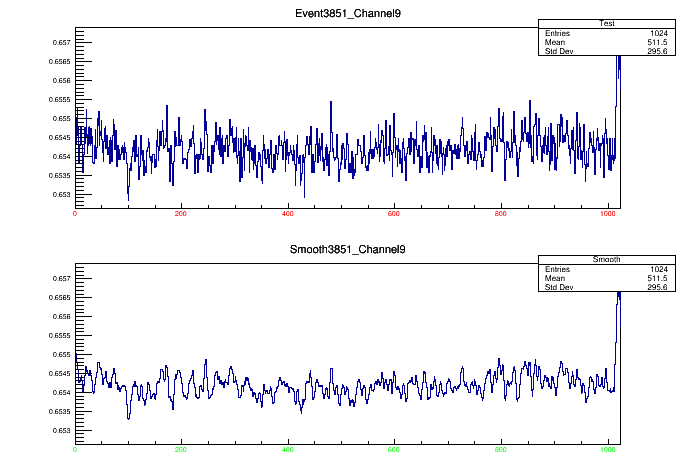 Event3851_Channel9
Test
Entries 1024
Mean 511.5
Std Dev 295.6
0.657
0.6565
0.656
0.6555
0.655
0.6545
0.654
0.6535
0.653
0 200 400 600 800 1000
Smooth3851_Channel9
Smooth
Entries 1024
Mean 511.5
Std Dev 295.6
0.657
0.6565
0.656
0.6555
0.655
0.6545
0.654
0.6535
0.653
0 200 400 600 800 1000